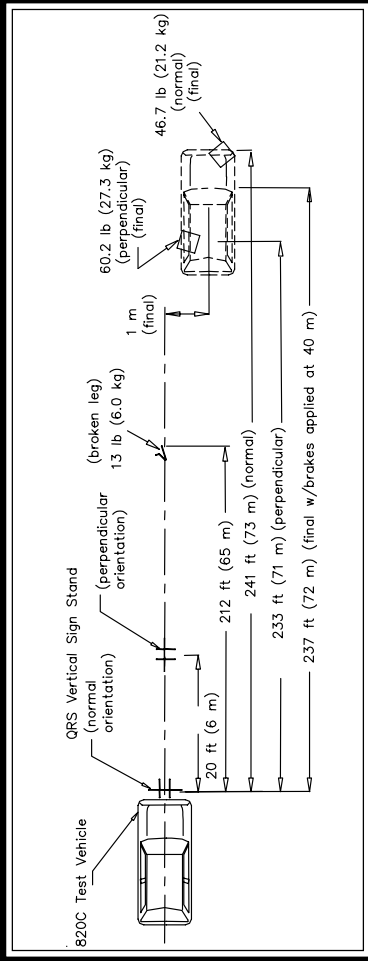 820C Test Vehicle
QRS Vertical Sign Stand
(normal
orientation)
(perpendicular
orientation)
(broken leg)
13 lb (6.0 kg)
60.2 lb (27.3 kg)
(perpendicular)
(final)
46.7 lb (21.2 kg)
(normal)
(final)
1 m
(final)
20 ft (6 m)
212 ft (65 m)
241 ft (73 m) (normal)
233 ft (71 m) (perpendicular)
237 ft (72 m) (final w/brakes applied at 40 m)